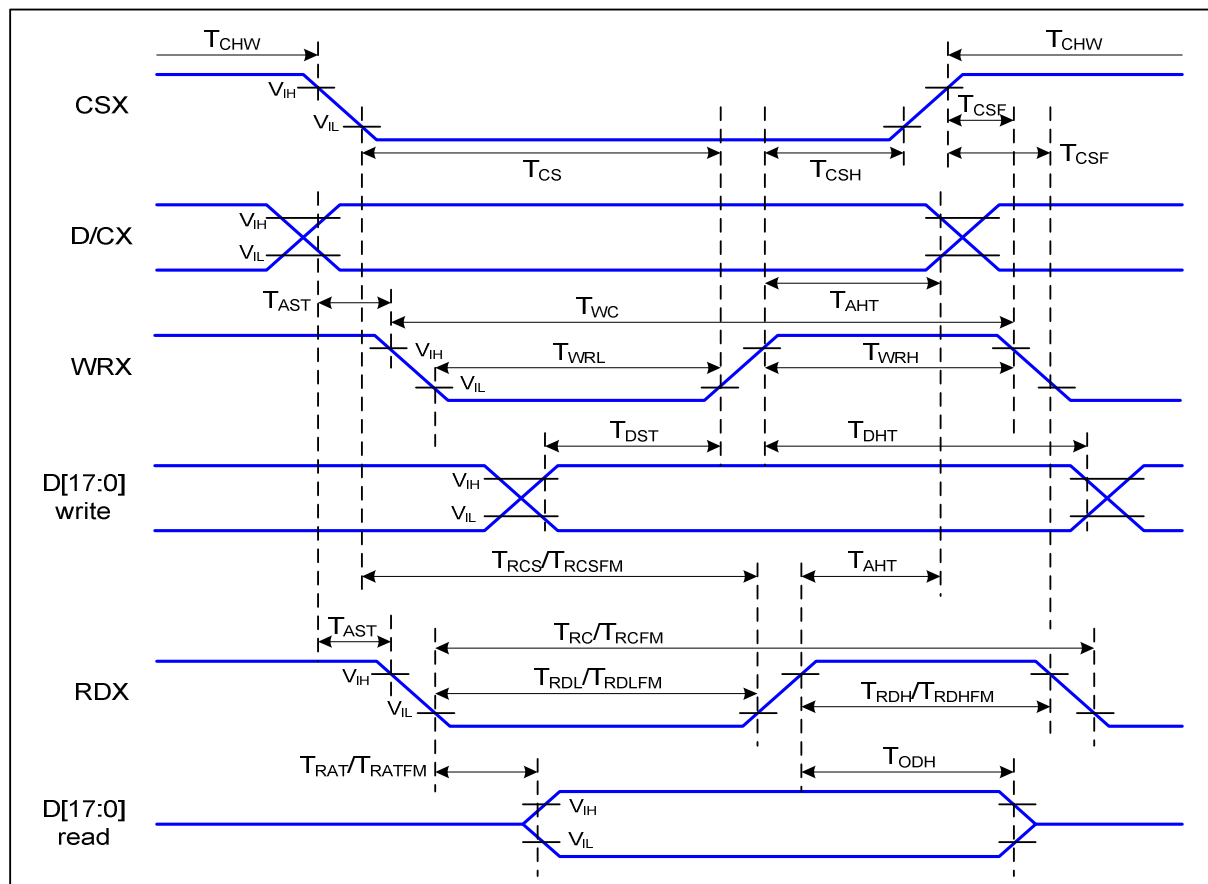 TCHW TCHW
VIH
CSX
TCSF
VIL
TCSF
TCS TCSH
VIH
D/CX
VIL
TAST TWC TAHT
VIH TWRL TWRH
WRX
VIL
TDST TDHT
D[17:0]
write
VIH
VIL
TRCS/TRCSFM TAHT
TAST TRC/TRCFM
VIH
RDX TRDL/TRDLFM TRDH/TRDHFM
VIL
TRAT/TRATFM TODH
D[17:0]
read
VIH
VIL